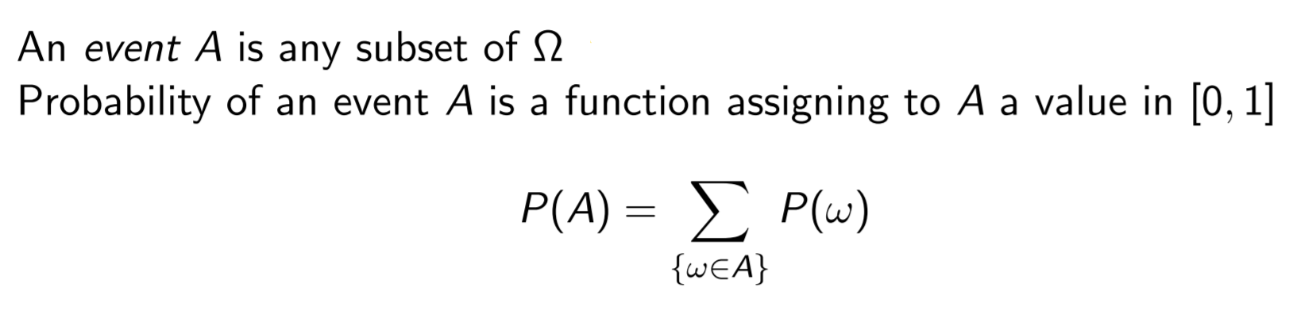 An event A is any subset of Ω
Probability of an event A is a function assigning to A a value in [0, 1]
P(A) = ∑ P(ω)
{ω∈A}